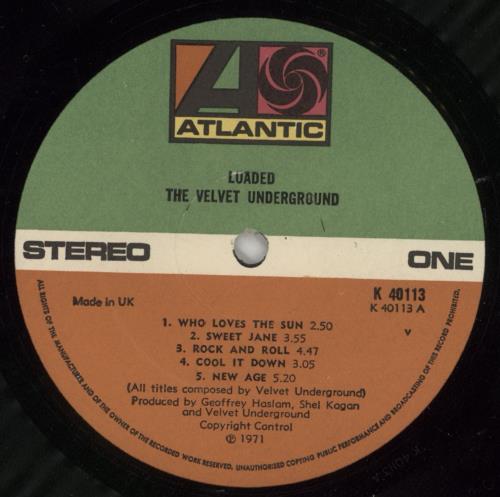 ATLANTIC
®
LOADED
THE VELVET UNDERGROUND
STEREO ONE
Made in UK
K 40113
K 40113 A
v
1. WHO LOVES THE SUN 2.50
2. SWEET JANE 3.55
3. ROCK AND ROLL 4.47
4. COOL IT DOWN 3.05
5. NEW AGE 5.20
(All titles composed by Velvet Underground)
Produced by Geoffrey Haslam, Shel Kagan
and Velvet Underground
Copyright Control
℗ 1971
ALL RIGHTS OF THE MANUFACTURER AND OF THE OWNER OF THE RECORDED WORK RESERVED. UNAUTHORISED COPYING PUBLIC PERFORMANCE AND BROADCASTING OF THIS RECORD PROHIBITED.